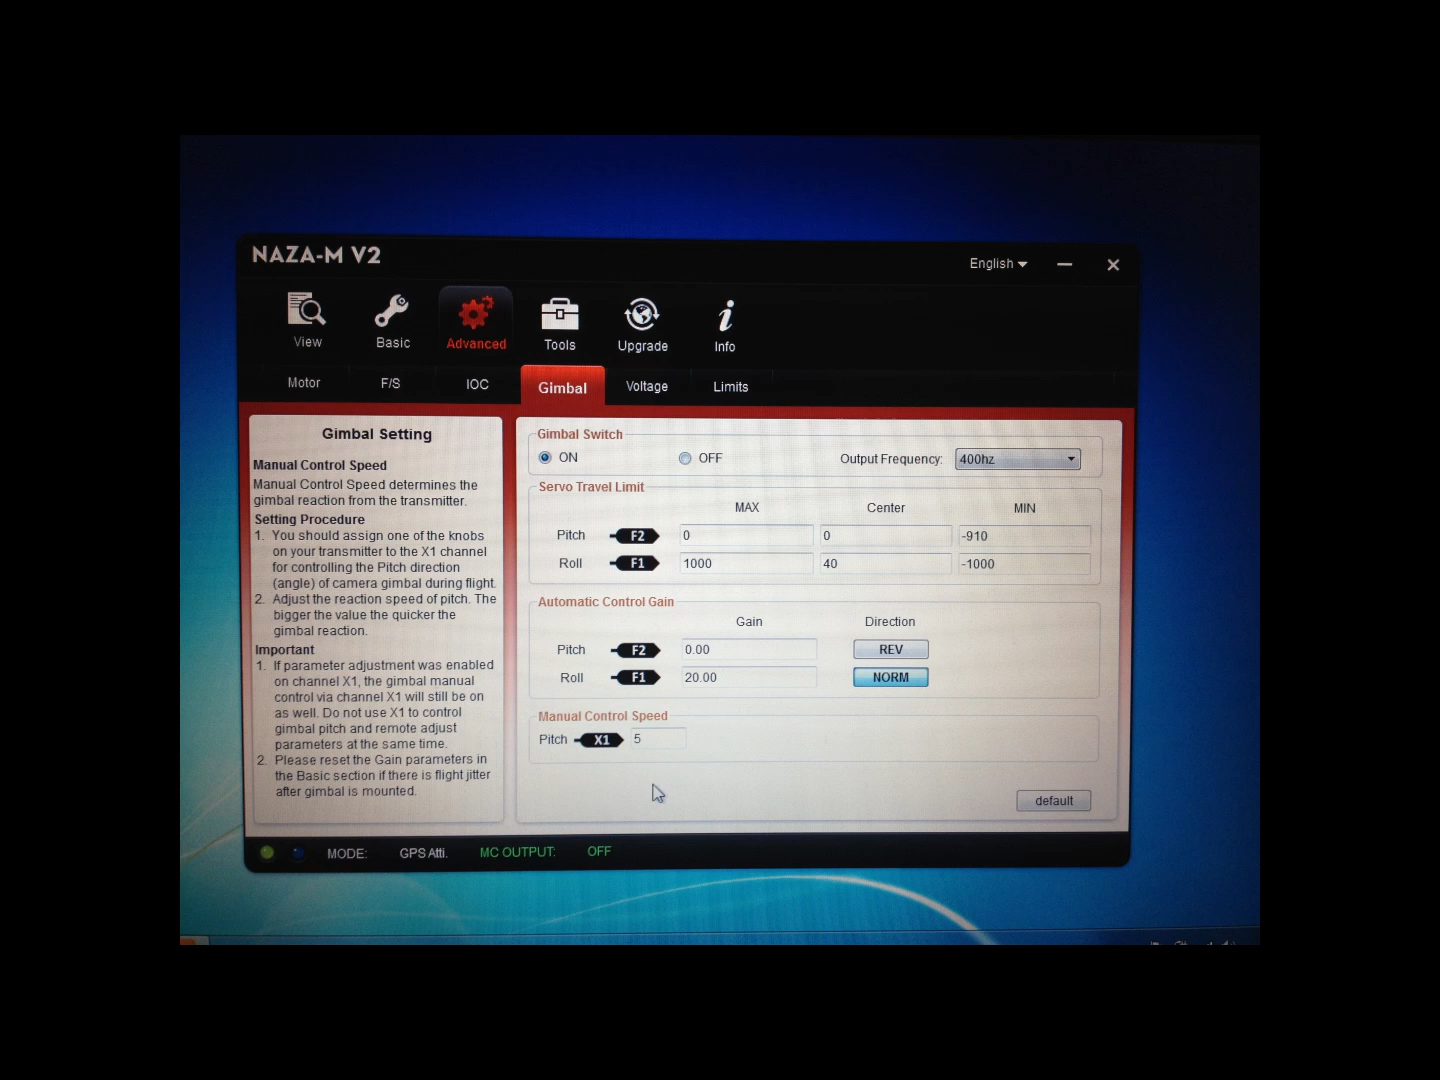 NAZA-M V2
English
View
Basic
Advanced
Tools
Upgrade
Info
Motor
F/S
IOC
Gimbal
Voltage
Limits
Gimbal Setting
Manual Control Speed
Manual Control Speed determines the
gimbal reaction from the transmitter.
Setting Procedure
1. You should assign one of the knobs
on your transmitter to the X1 channel
for controlling the Pitch direction
(angle) of camera gimbal during flight.
2. Adjust the reaction speed of pitch. The
bigger the value the quicker the
gimbal reaction.
Important
1. If parameter adjustment was enabled
on channel X1, the gimbal manual
control via channel X1 will still be on
as well. Do not use X1 to control
gimbal pitch and remote adjust
parameters at the same time.
2. Please reset the Gain parameters in
the Basic section if there is flight jitter
after gimbal is mounted.
Gimbal Switch
ON OFF Output Frequency: 400hz
Servo Travel Limit
MAX Center MIN
Pitch F2 0 0 -910
Roll F1 1000 40 -1000
Automatic Control Gain
Gain Direction
Pitch F2 0.00 REV
Roll F1 20.00 NORM
Manual Control Speed
Pitch X1 5
default
MODE: GPS Atti. MC OUTPUT: OFF